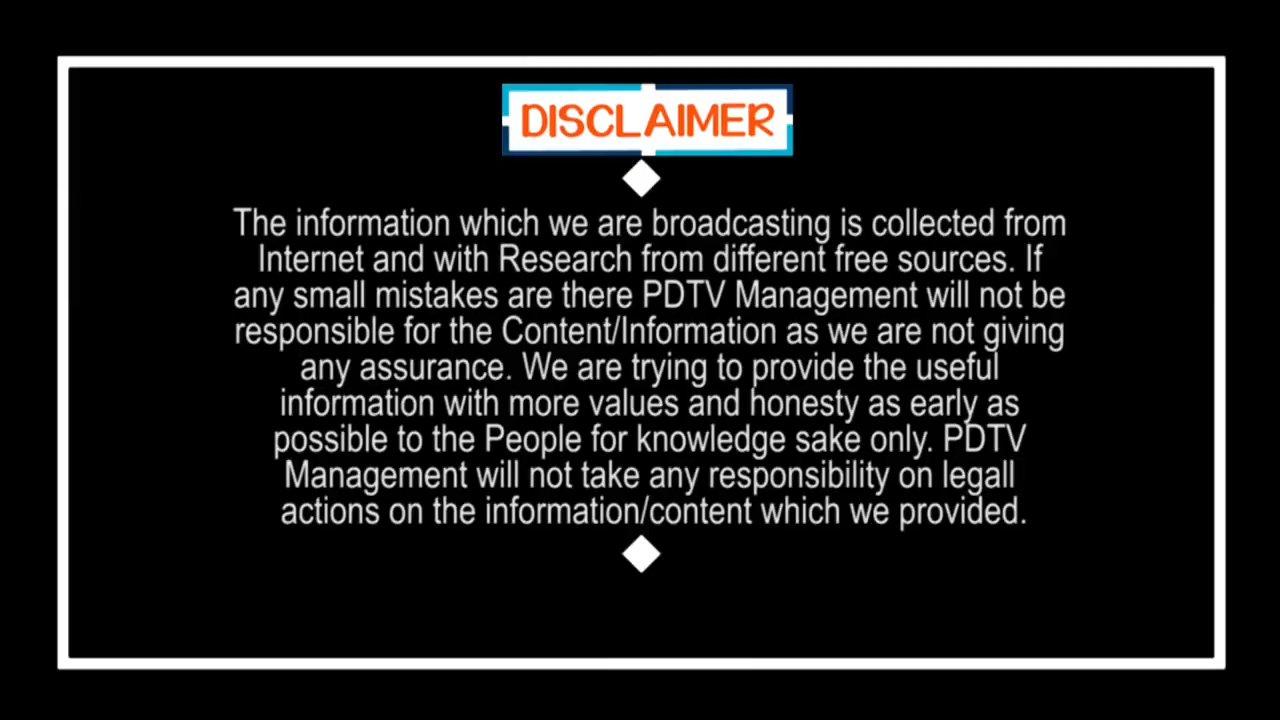 DISCLAIMER
The information which we are broadcasting is collected from
Internet and with Research from different free sources. If
any small mistakes are there PDTV Management will not be
responsible for the Content/Information as we are not giving
any assurance. We are trying to provide the useful
information with more values and honesty as early as
possible to the People for knowledge sake only. PDTV
Management will not take any responsibility on legall
actions on the information/content which we provided.